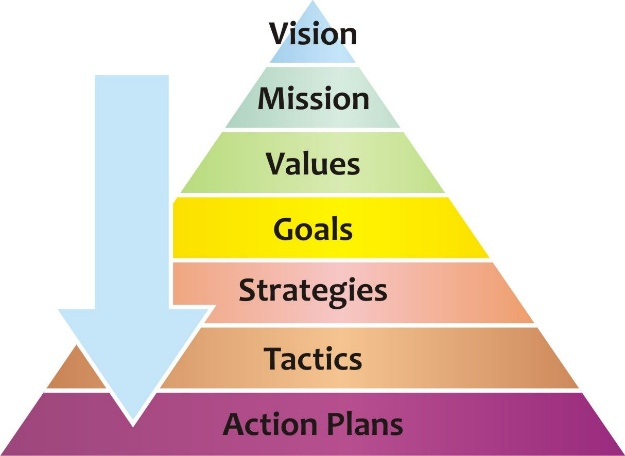 Vision
Mission
Values
Goals
Strategies
Tactics
Action Plans